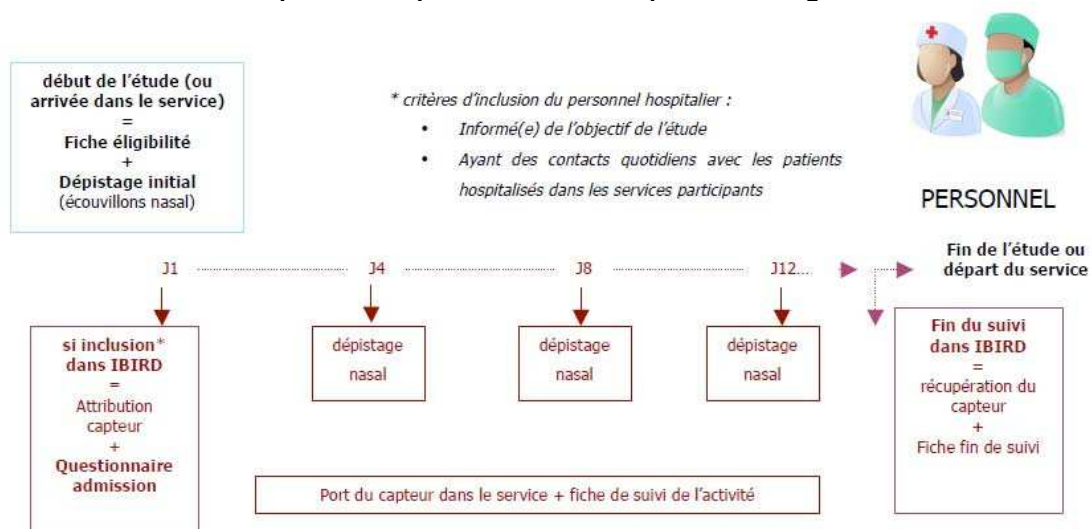 début de l'étude (ou
arrivée dans le service)
=
Fiche éligibilité
+
Dépistage initial
(écouvillons nasal)
* critères d'inclusion du personnel hospitalier :
• Informé(e) de l'objectif de l'étude
• Ayant des contacts quotidiens avec les patients
hospitalisés dans les services participants
PERSONNEL
J1
J4
J8
J12...
Fin de l'étude ou
départ du service
si inclusion*
dans IBIRD
=
Attribution
capteur
+
Questionnaire
admission
dépistage
nasal
dépistage
nasal
dépistage
nasal
Fin du suivi
dans IBIRD
=
récupération du
capteur
+
Fiche fin de suivi
Port du capteur dans le service + fiche de suivi de l'activité